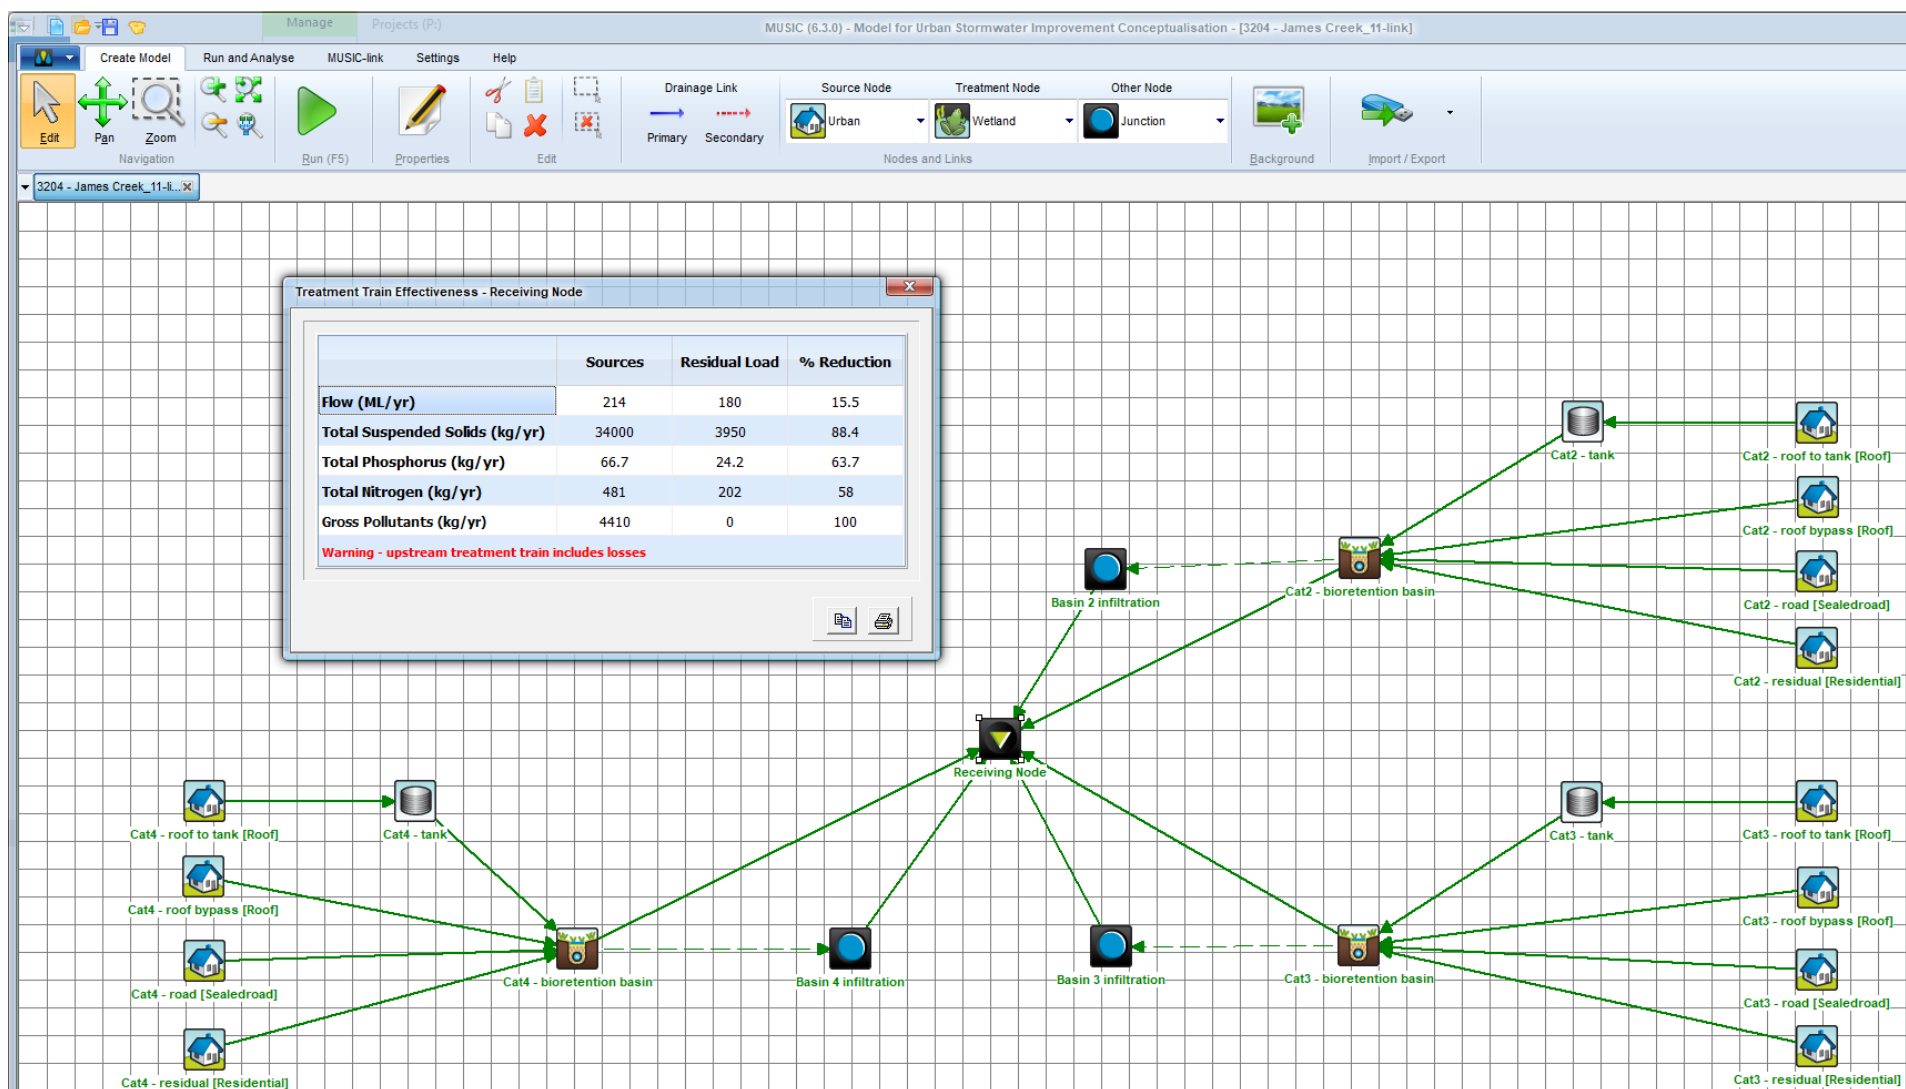 Manage Projects (P:)
MUSIC (6.3.0) - Model for Urban Stormwater Improvement Conceptualisation - [3204 - James Creek_11-link]
Create Model Run and Analyse MUSIC-link Settings Help
Drainage Link Source Node Treatment Node Other Node
Urban Wetland Junction
Edit Pan Zoom Primary Secondary
Navigation Run (F5) Properties Edit Nodes and Links Background Import / Export
3204 - James Creek_11-li...
Treatment Train Effectiveness - Receiving Node
Sources Residual Load % Reduction
Flow (ML/yr) 214 180 15.5
Total Suspended Solids (kg/yr) 34000 3950 88.4
Total Phosphorus (kg/yr) 66.7 24.2 63.7
Total Nitrogen (kg/yr) 481 202 58
Gross Pollutants (kg/yr) 4410 0 100
Warning - upstream treatment train includes losses
Cat2 - tank
Cat2 - roof to tank [Roof]
Cat2 - roof bypass [Roof]
Cat2 - bioretention basin
Basin 2 infiltration
Cat2 - road [Sealedroad]
Cat2 - residual [Residential]
Receiving Node
Cat4 - roof to tank [Roof]
Cat4 - tank
Cat3 - tank
Cat3 - roof to tank [Roof]
Cat4 - roof bypass [Roof]
Cat3 - roof bypass [Roof]
Cat4 - bioretention basin
Basin 4 infiltration
Basin 3 infiltration
Cat3 - bioretention basin
Cat4 - road [Sealedroad]
Cat3 - road [Sealedroad]
Cat4 - residual [Residential]
Cat3 - residual [Residential]